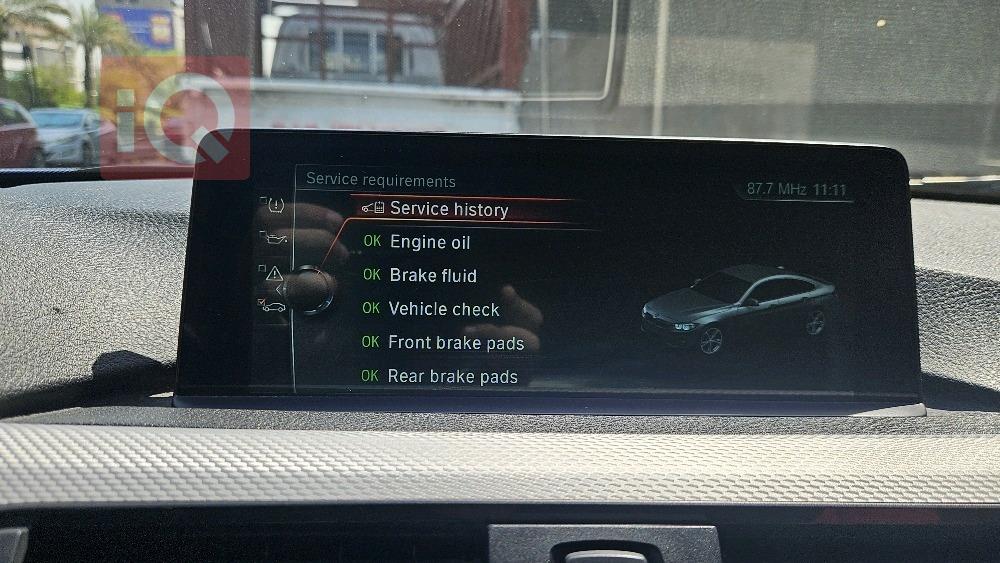 iQ
Service requirements
87.7 MHz 11:11
Service history
OK Engine oil
OK Brake fluid
OK Vehicle check
OK Front brake pads
OK Rear brake pads